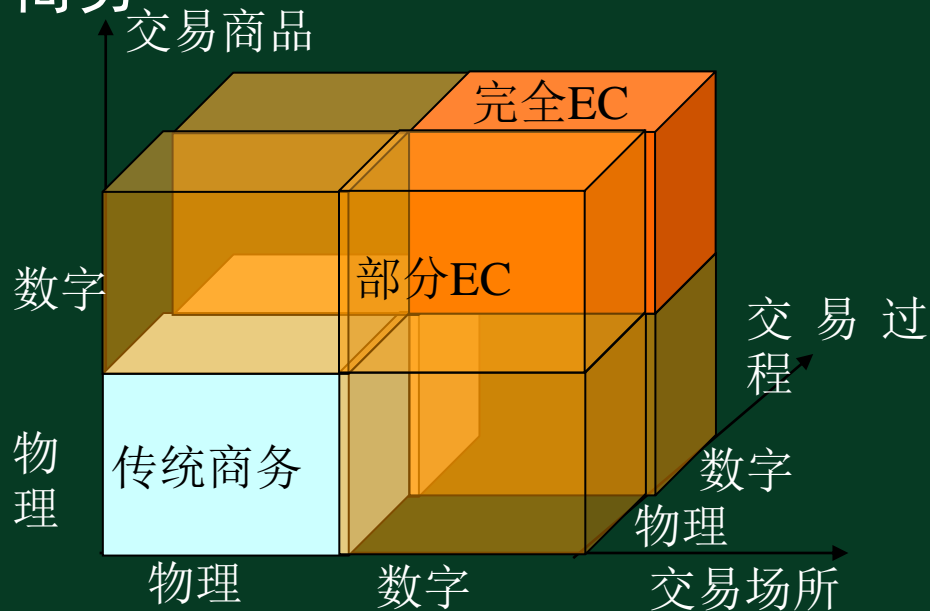 交易商品
完全EC
数字
部分EC
交易过
程
物
理
传统商务
数字
物理
物理
数字
交易场所